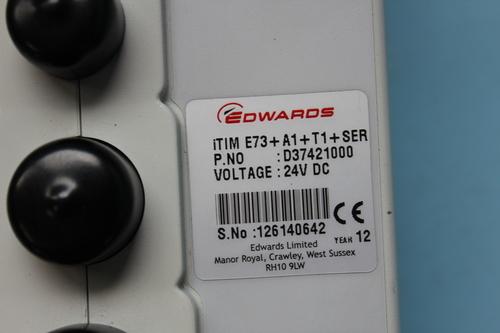 EDWARDS
iTIM E73+A1+T1+SER
P.NO : D37421000
VOLTAGE : 24V DC
CE
S.No :126140642
YEAR 12
Edwards Limited
Manor Royal, Crawley, West Sussex
RH10 9LW